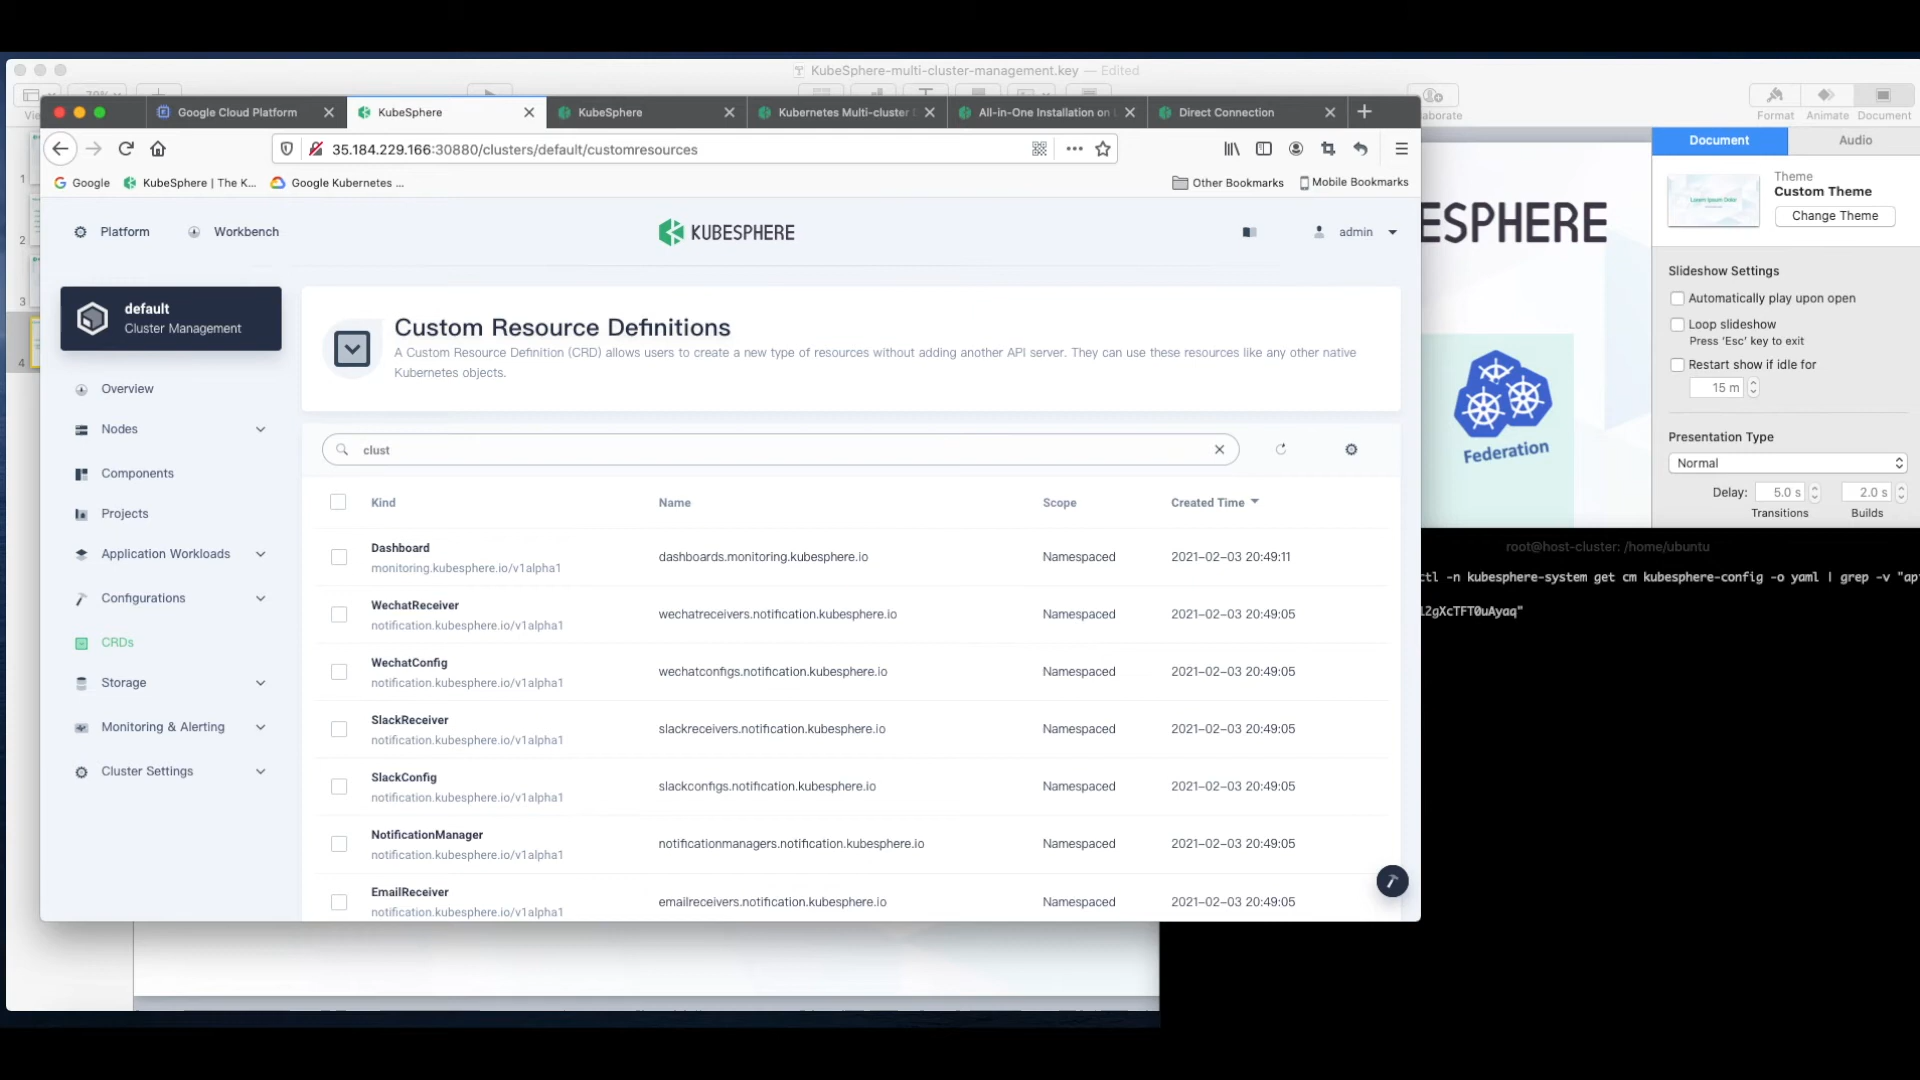 KubeSphere-multi-cluster-management.key — Edited
Google Cloud Platform
KubeSphere
KubeSphere
Kubernetes Multi-cluster
All-in-One Installation on
Direct Connection
Format
Animate
Document
35.184.229.166:30880/clusters/default/customresources
Document
Audio
Google
KubeSphere | The K...
Google Kubernetes ...
Other Bookmarks
Mobile Bookmarks
Theme
Custom Theme
Change Theme
Platform
Workbench
KUBESPHERE
admin
ESPHERE
default
Cluster Management
Overview
Nodes
Components
Projects
Application Workloads
Configurations
CRDs
Storage
Monitoring & Alerting
Cluster Settings
Custom Resource Definitions
A Custom Resource Definition (CRD) allows users to create a new type of resources without adding another API server. They can use these resources like any other native
Kubernetes objects.
clust
Kind
Name
Scope
Created Time
Dashboard
monitoring.kubesphere.io/v1alpha1
dashboards.monitoring.kubesphere.io
Namespaced
2021-02-03 20:49:11
WechatReceiver
notification.kubesphere.io/v1alpha1
wechatreceivers.notification.kubesphere.io
Namespaced
2021-02-03 20:49:05
WechatConfig
notification.kubesphere.io/v1alpha1
wechatconfigs.notification.kubesphere.io
Namespaced
2021-02-03 20:49:05
SlackReceiver
notification.kubesphere.io/v1alpha1
slackreceivers.notification.kubesphere.io
Namespaced
2021-02-03 20:49:05
SlackConfig
notification.kubesphere.io/v1alpha1
slackconfigs.notification.kubesphere.io
Namespaced
2021-02-03 20:49:05
NotificationManager
notification.kubesphere.io/v1alpha1
notificationmanagers.notification.kubesphere.io
Namespaced
2021-02-03 20:49:05
EmailReceiver
notification.kubesphere.io/v1alpha1
emailreceivers.notification.kubesphere.io
Namespaced
2021-02-03 20:49:05
Federation
Slideshow Settings
Automatically play upon open
Loop slideshow
Press 'Esc' key to exit
Restart show if idle for
15 m
Presentation Type
Normal
Delay:
5.0 s
2.0 s
Transitions
Builds
root@host-cluster: /home/ubuntu
ctl -n kubesphere-system get cm kubesphere-config -o yaml | grep -v "ap
l2gXcTFT0uAyaq"
1
2
3
4